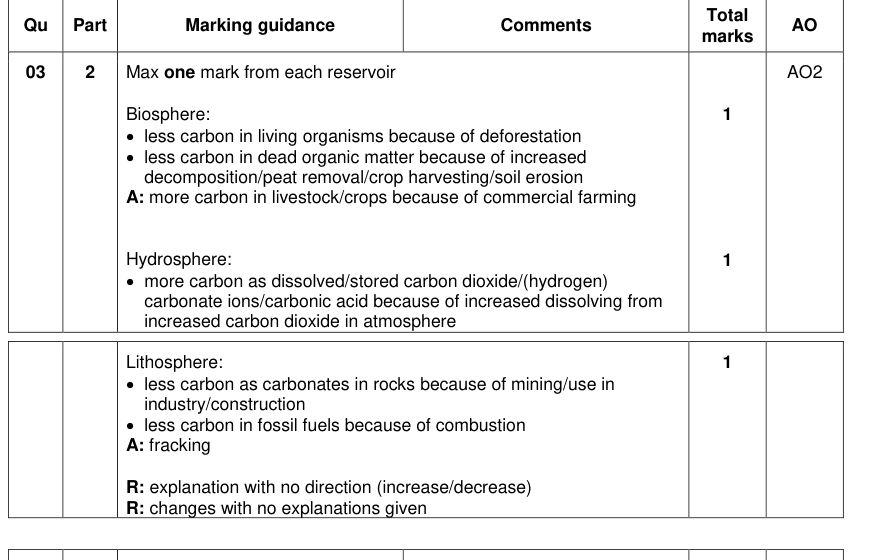 Qu Part Marking guidance Comments Total marks AO
03 2 Max one mark from each reservoir AO2
Biosphere: 1
• less carbon in living organisms because of deforestation
• less carbon in dead organic matter because of increased
decomposition/peat removal/crop harvesting/soil erosion
A: more carbon in livestock/crops because of commercial farming
Hydrosphere: 1
• more carbon as dissolved/stored carbon dioxide/(hydrogen)
carbonate ions/carbonic acid because of increased dissolving from
increased carbon dioxide in atmosphere
Lithosphere: 1
• less carbon as carbonates in rocks because of mining/use in
industry/construction
• less carbon in fossil fuels because of combustion
A: fracking
R: explanation with no direction (increase/decrease)
R: changes with no explanations given